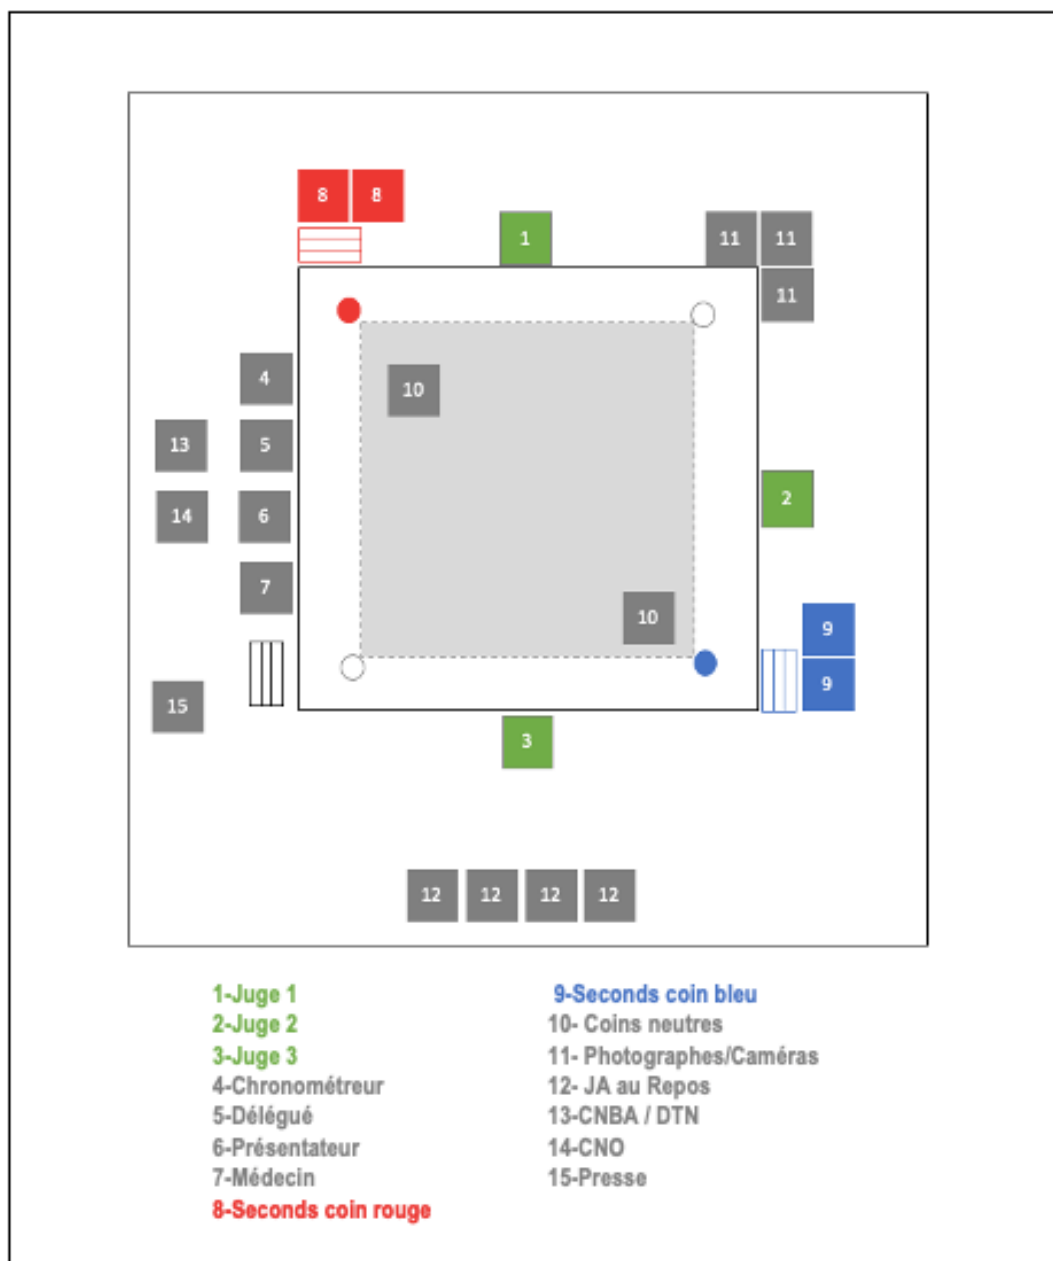 8 8
1
11 11
11
4
10
13 5
2
14 6
7
10
9
9
15
3
12 12 12 12
1-Juge 1
2-Juge 2
3-Juge 3
4-Chronométreur
5-Délégué
6-Présentateur
7-Médecin
8-Seconds coin rouge
9-Seconds coin bleu
10- Coins neutres
11- Photographes/Caméras
12- JA au Repos
13-CNBA / DTN
14-CNO
15-Presse